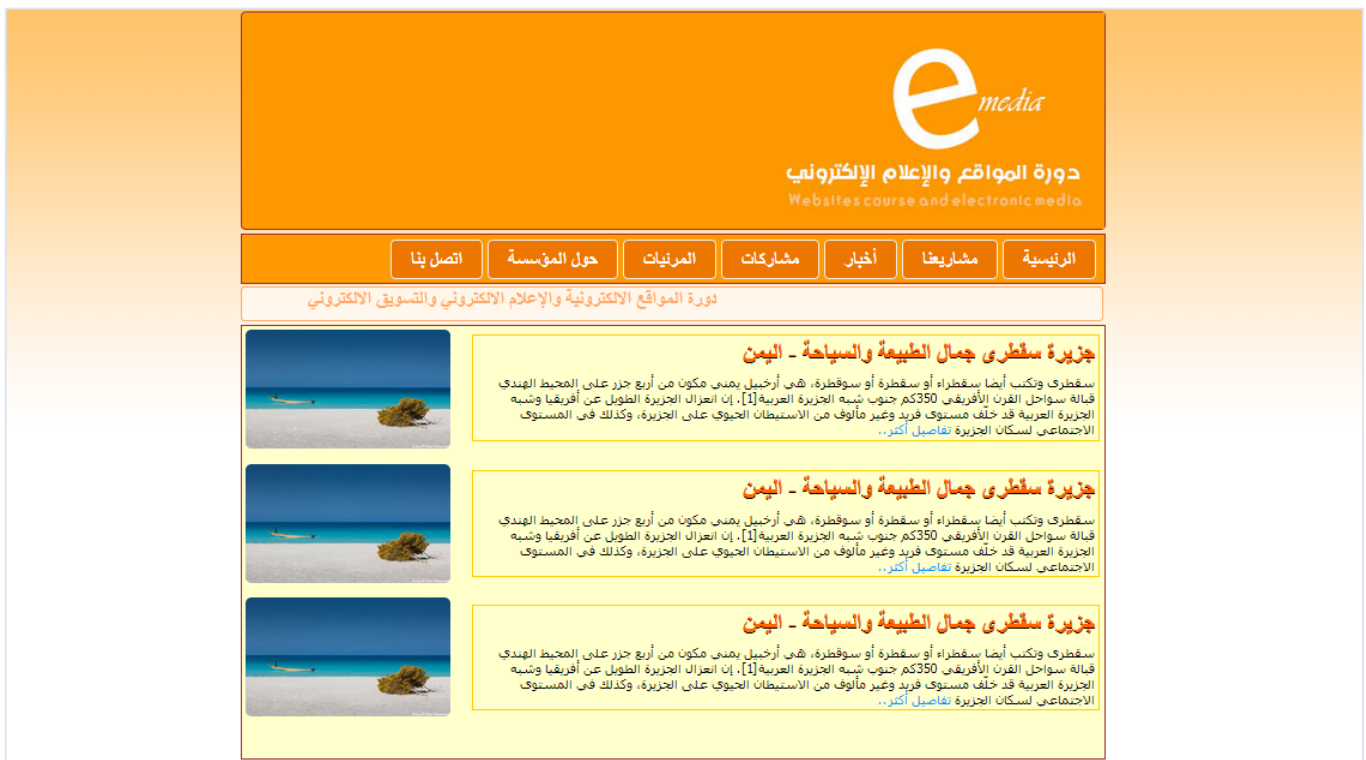 e media
دورة المواقع والإعلام الإلكتروني
Websites course and electronic media
الرئيسية مشاريعنا أخبار مشاركات المرئيات حول المؤسسة اتصل بنا
دورة المواقع الالكترونية والإعلام الالكتروني والتسويق الالكتروني
جزيرة سقطرى جمال الطبيعة والسياحة - اليمن
سقطرى وتكتب أيضا سقطراء أو سقطرة أو سوقطرة، هي أرخبيل يمني مكون من أربع جزر على المحيط الهندي
قبالة سواحل القرن الأفريقي 350كم جنوب شبه الجزيرة العربية[1]. إن انعزال الجزيرة الطويل عن أفريقيا وشبه
الجزيرة العربية قد خلّف مستوى فريد وغير مألوف من الاستيطان الحيوي على الجزيرة، وكذلك في المستوى
الاجتماعي لسكان الجزيرة تفاصيل أكثر..
جزيرة سقطرى جمال الطبيعة والسياحة - اليمن
سقطرى وتكتب أيضا سقطراء أو سقطرة أو سوقطرة، هي أرخبيل يمني مكون من أربع جزر على المحيط الهندي
قبالة سواحل القرن الأفريقي 350كم جنوب شبه الجزيرة العربية[1]. إن انعزال الجزيرة الطويل عن أفريقيا وشبه
الجزيرة العربية قد خلّف مستوى فريد وغير مألوف من الاستيطان الحيوي على الجزيرة، وكذلك في المستوى
الاجتماعي لسكان الجزيرة تفاصيل أكثر..
جزيرة سقطرى جمال الطبيعة والسياحة - اليمن
سقطرى وتكتب أيضا سقطراء أو سقطرة أو سوقطرة، هي أرخبيل يمني مكون من أربع جزر على المحيط الهندي
قبالة سواحل القرن الأفريقي 350كم جنوب شبه الجزيرة العربية[1]. إن انعزال الجزيرة الطويل عن أفريقيا وشبه
الجزيرة العربية قد خلّف مستوى فريد وغير مألوف من الاستيطان الحيوي على الجزيرة، وكذلك في المستوى
الاجتماعي لسكان الجزيرة تفاصيل أكثر..